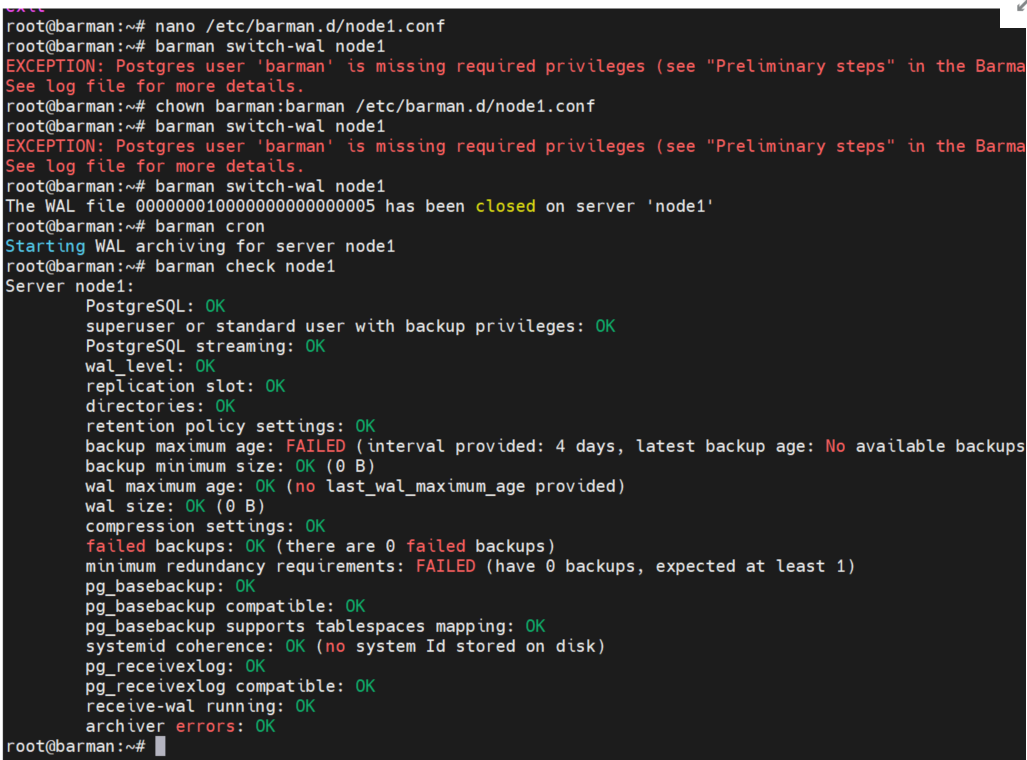 root@barman:~# nano /etc/barman.d/node1.conf
root@barman:~# barman switch-wal node1
EXCEPTION: Postgres user 'barman' is missing required privileges (see "Preliminary steps" in the Barma
See log file for more details.
root@barman:~# chown barman:barman /etc/barman.d/node1.conf
root@barman:~# barman switch-wal node1
EXCEPTION: Postgres user 'barman' is missing required privileges (see "Preliminary steps" in the Barma
See log file for more details.
root@barman:~# barman switch-wal node1
The WAL file 000000010000000000000005 has been closed on server 'node1'
root@barman:~# barman cron
Starting WAL archiving for server node1
root@barman:~# barman check node1
Server node1:
        PostgreSQL: OK
        superuser or standard user with backup privileges: OK
        PostgreSQL streaming: OK
        wal_level: OK
        replication slot: OK
        directories: OK
        retention policy settings: OK
        backup maximum age: FAILED (interval provided: 4 days, latest backup age: No available backups
        backup minimum size: OK (0 B)
        wal maximum age: OK (no last_wal_maximum_age provided)
        wal size: OK (0 B)
        compression settings: OK
        failed backups: OK (there are 0 failed backups)
        minimum redundancy requirements: FAILED (have 0 backups, expected at least 1)
        pg_basebackup: OK
        pg_basebackup compatible: OK
        pg_basebackup supports tablespaces mapping: OK
        systemid coherence: OK (no system Id stored on disk)
        pg_receivexlog: OK
        pg_receivexlog compatible: OK
        receive-wal running: OK
        archiver errors: OK
root@barman:~#